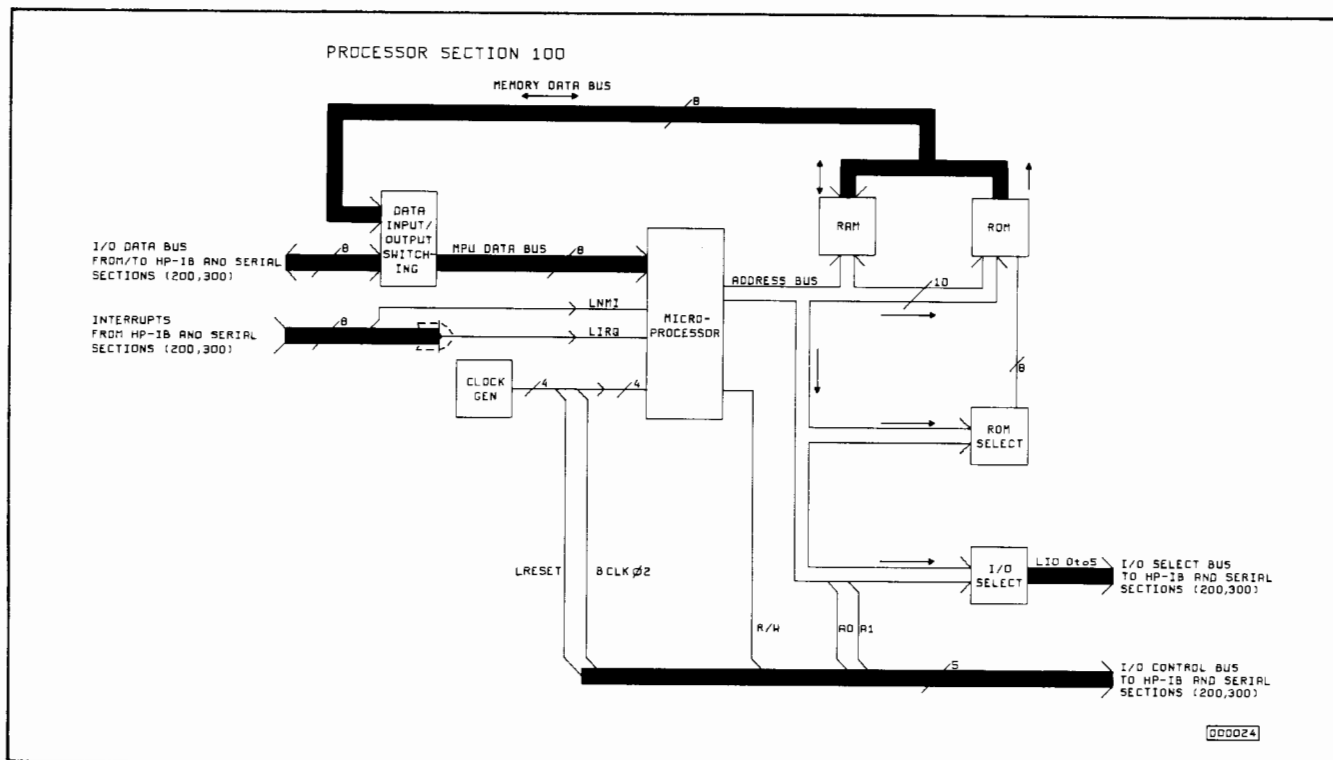 PROCESSOR SECTION 100
MEMORY DATA BUS
8
DATA
INPUT/
OUTPUT
SWITCH-
ING
RAM
ROM
I/O DATA BUS
FROM/TO HP-IB AND SERIAL
SECTIONS (200,300)
8
MPU DATA BUS
8
ADDRESS BUS
10
INTERRUPTS
FROM HP-IB AND SERIAL
SECTIONS (200,300)
8
LNMI
LIRQ
MICRO-
PROCESSOR
CLOCK
GEN
4
4
8
ROM
SELECT
LRESET
BCLKØ2
R/W
A0 A1
I/O
SELECT
LIO 0to5
I/O SELECT BUS
TO HP-IB AND SERIAL
SECTIONS (200,300)
5
I/O CONTROL BUS
TO HP-IB AND SERIAL
SECTIONS (200,300)
000024